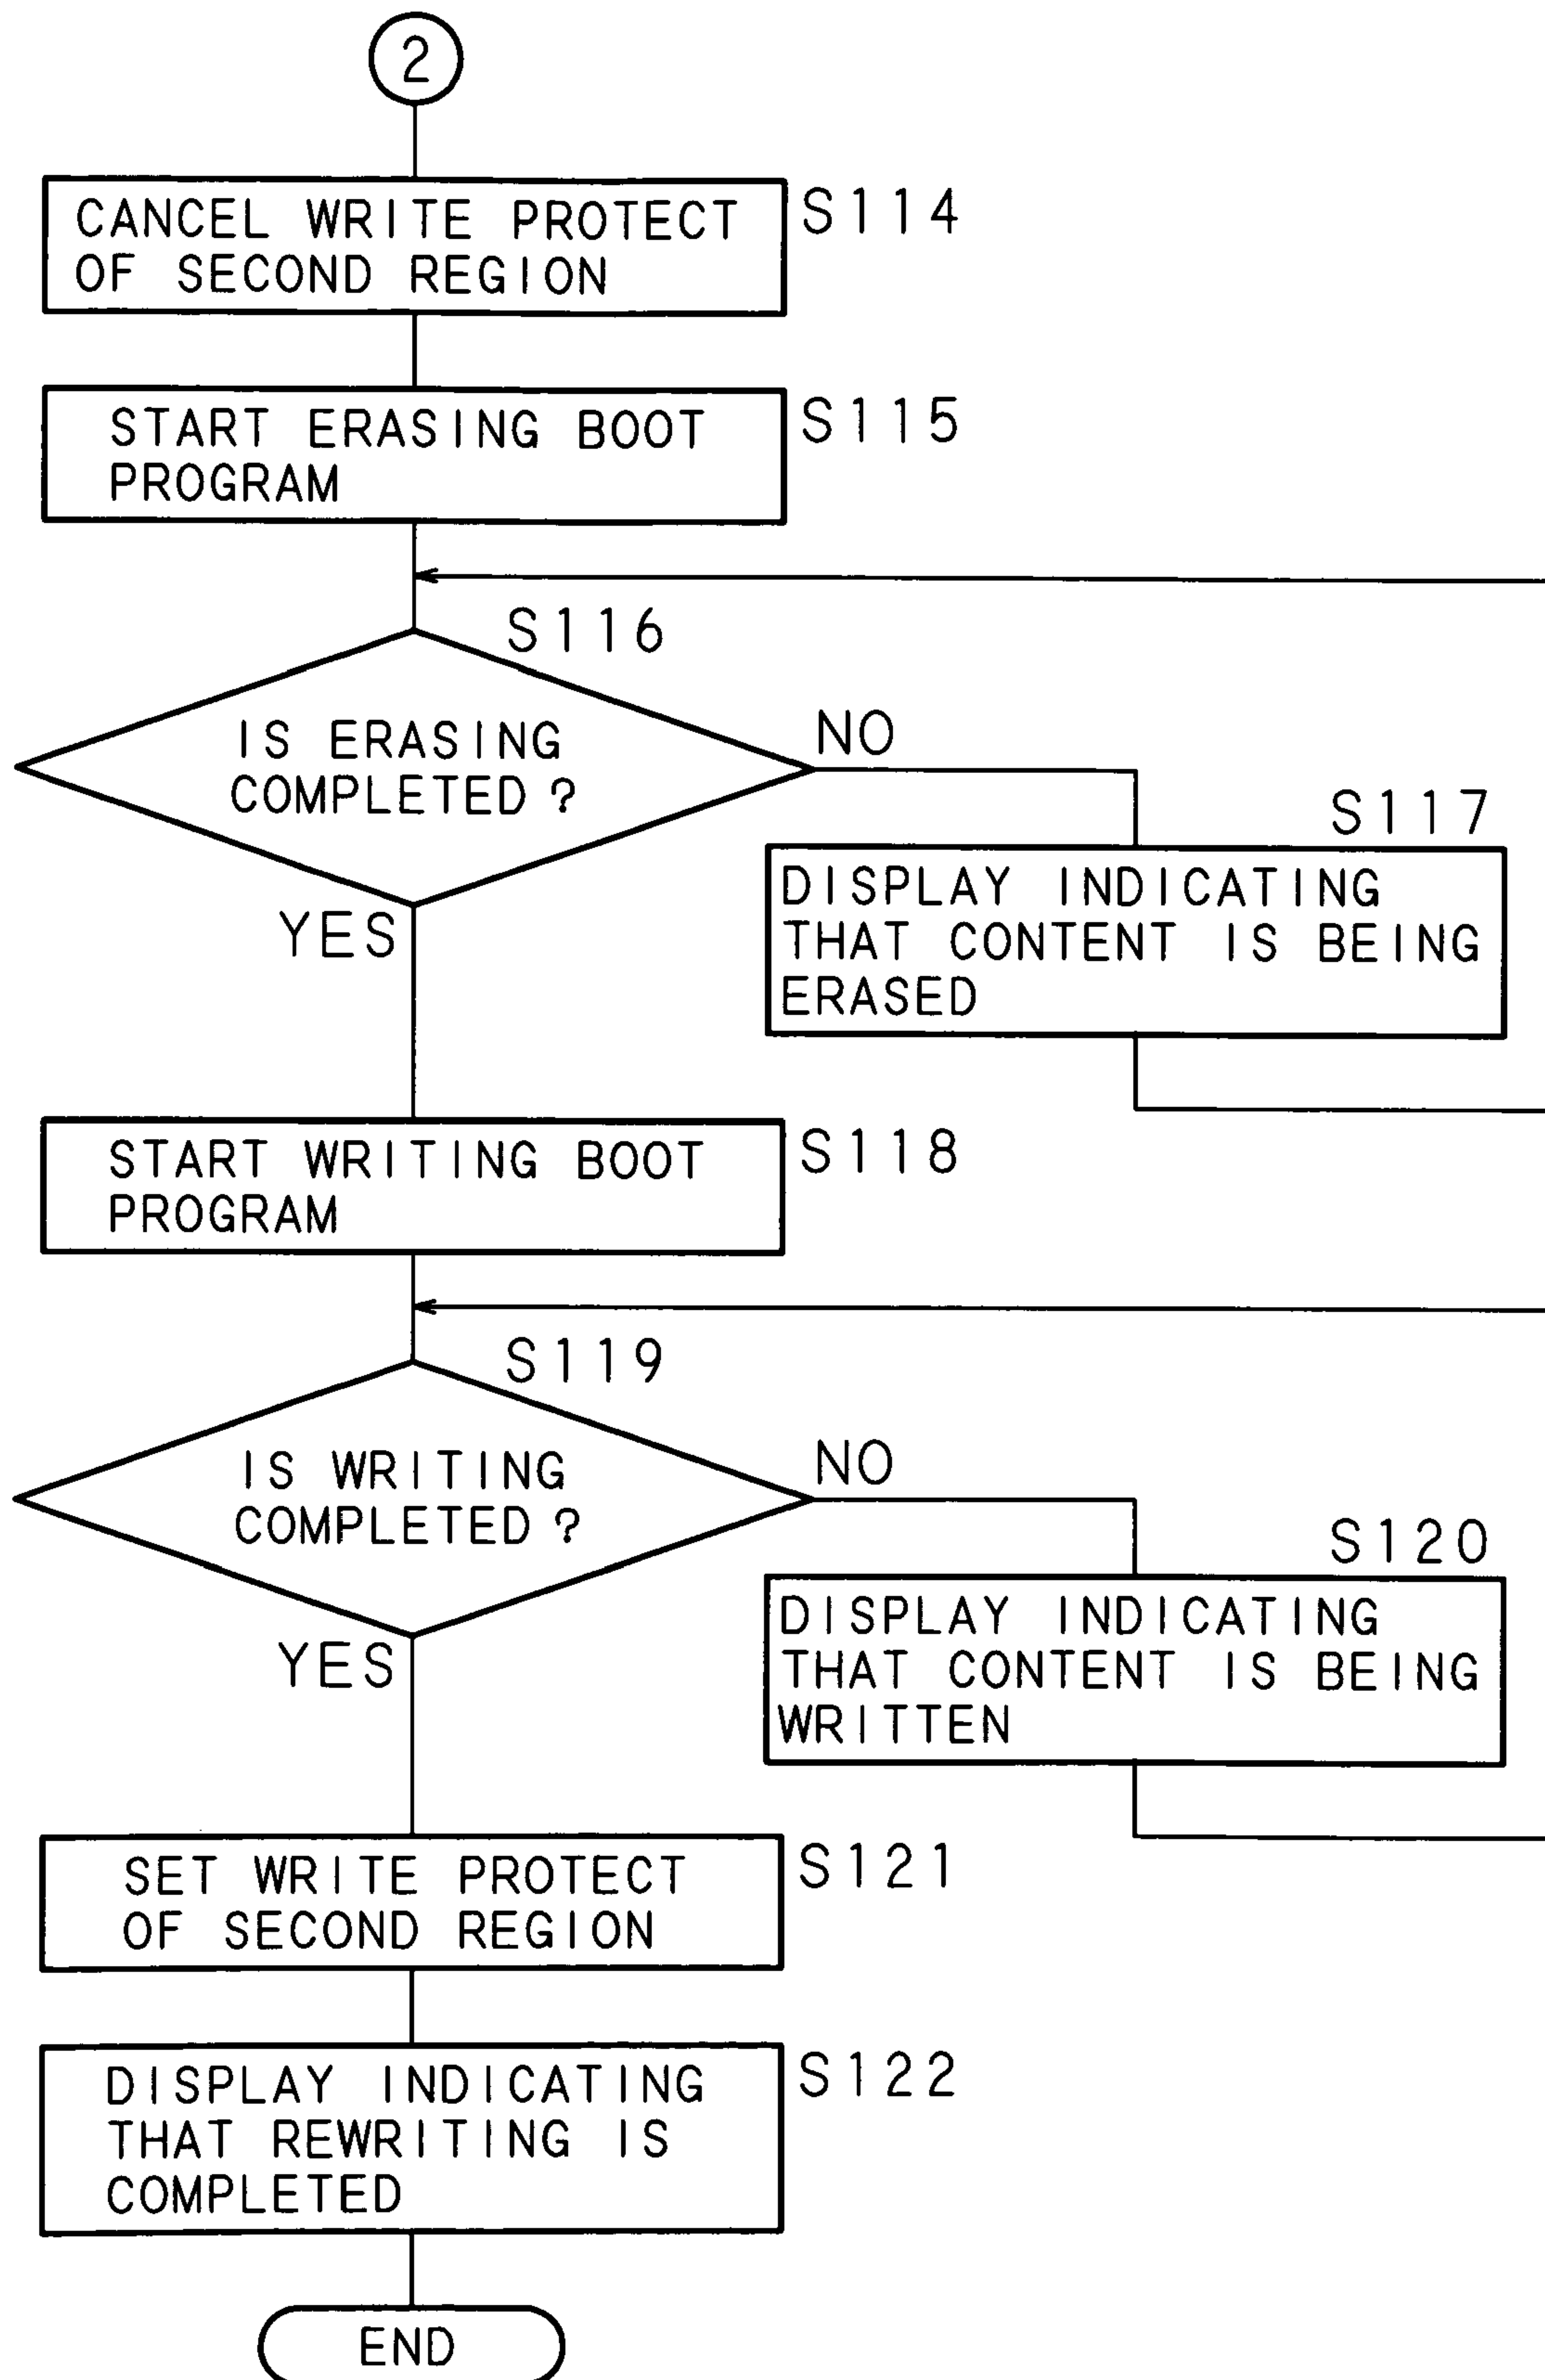 2
CANCEL WRITE PROTECT
OF SECOND REGION
S114
START ERASING BOOT
PROGRAM
S115
S116
IS ERASING
COMPLETED ?
NO
YES
S117
DISPLAY INDICATING
THAT CONTENT IS BEING
ERASED
START WRITING BOOT
PROGRAM
S118
S119
IS WRITING
COMPLETED ?
NO
YES
S120
DISPLAY INDICATING
THAT CONTENT IS BEING
WRITTEN
SET WRITE PROTECT
OF SECOND REGION
S121
DISPLAY INDICATING
THAT REWRITING IS
COMPLETED
S122
END